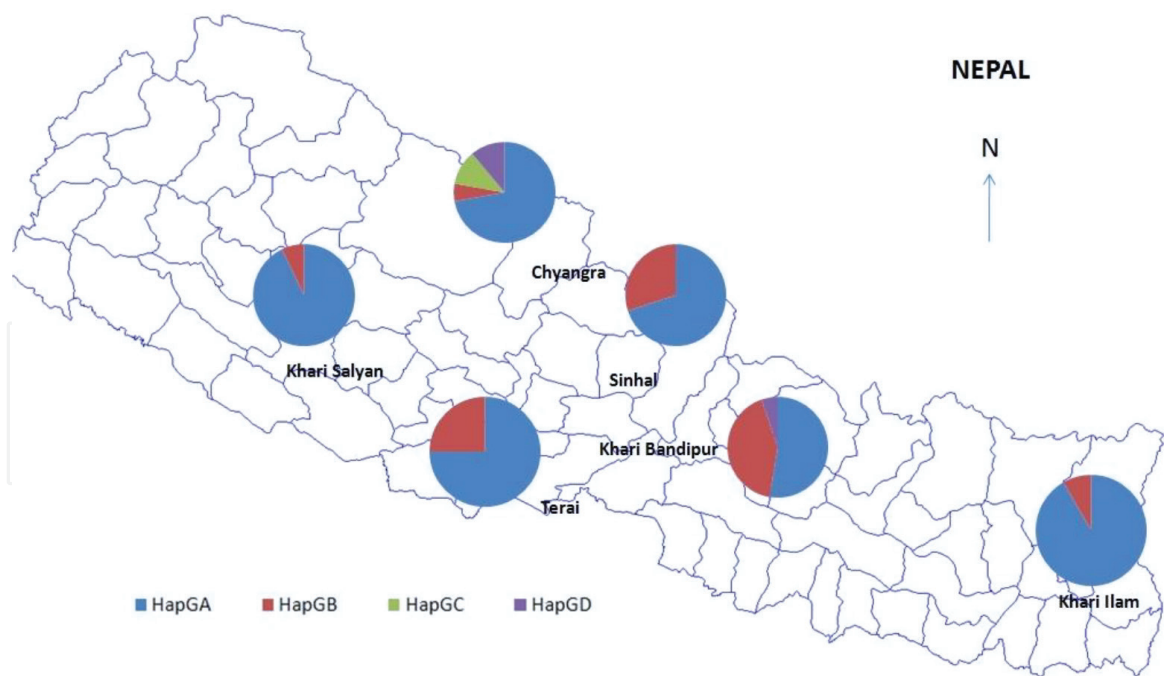 NEPAL
N
Chyangra
Khari Salyan
Sinhal
Khari Bandipur
Terai
Khari Ilam
HapGA HapGB HapGC HapGD